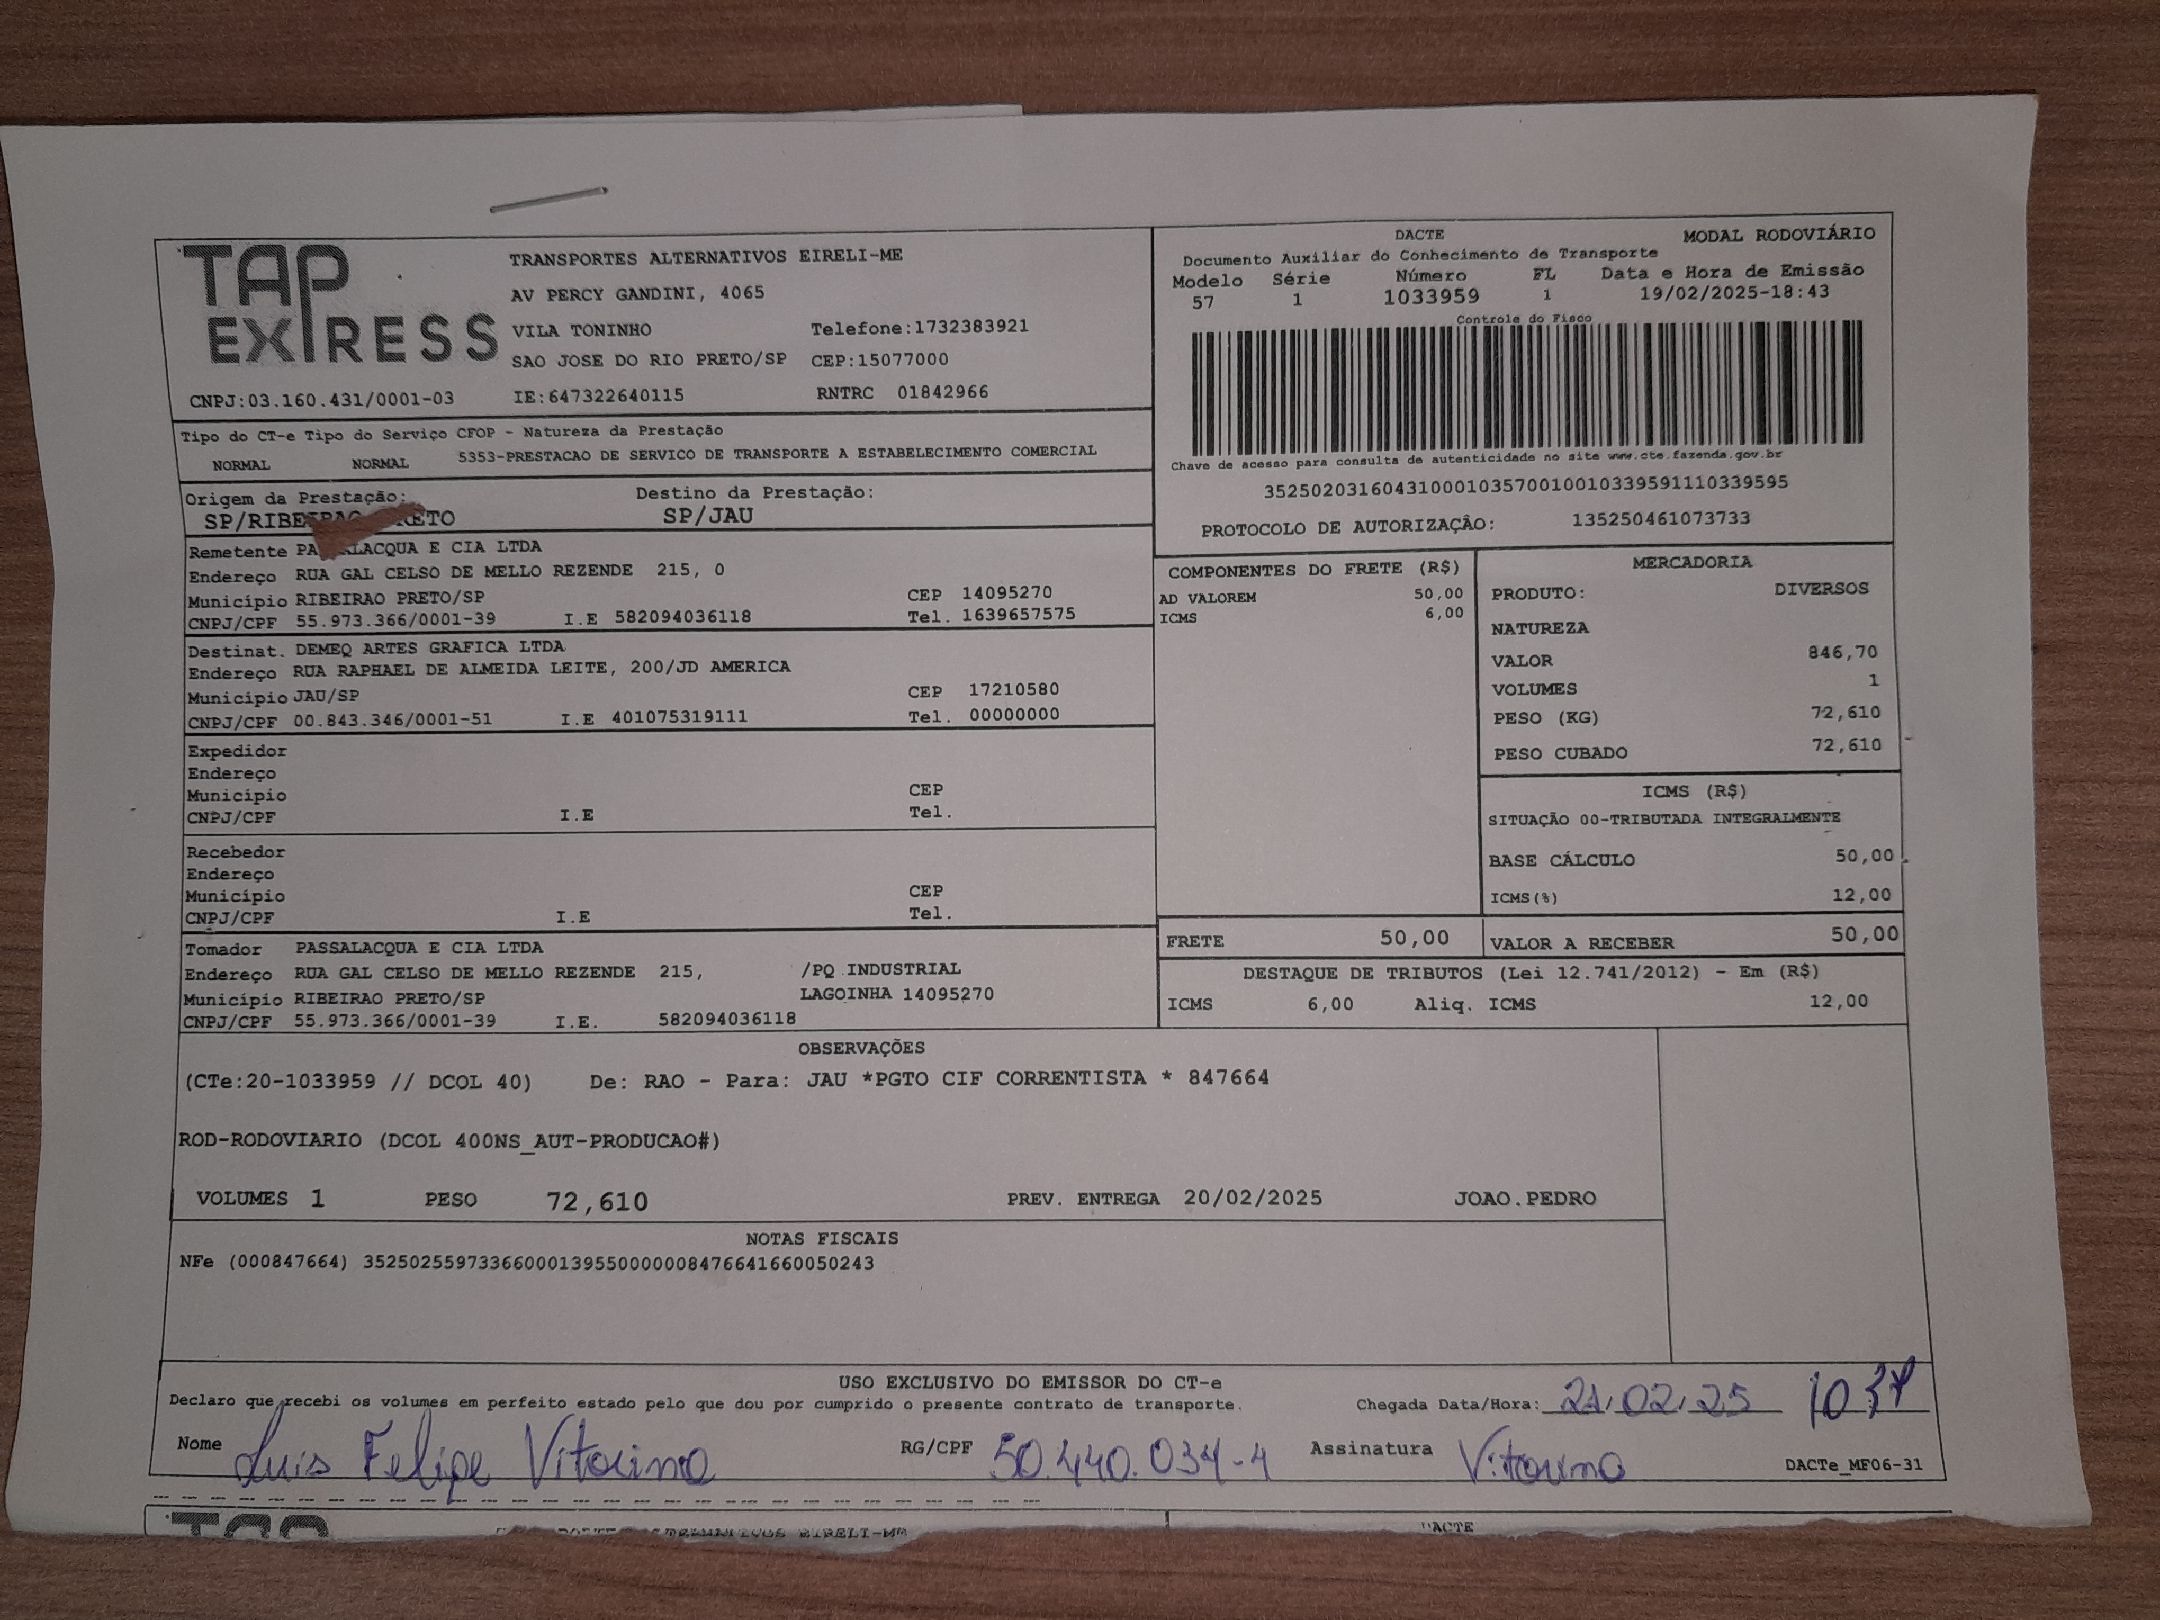 TAP
EXPRESS
TRANSPORTES ALTERNATIVOS EIRELI-ME
AV PERCY GANDINI, 4065
VILA TONINHO Telefone:1732383921
SAO JOSE DO RIO PRETO/SP CEP:15077000
CNPJ:03.160.431/0001-03 IE:647322640115 RNTRC 01842966
DACTE MODAL RODOVIÁRIO
Documento Auxiliar do Conhecimento de Transporte
Modelo Série Número FL Data e Hora de Emissão
57 1 1033959 1 19/02/2025-18:43
Controle do Fisco
Chave de acesso para consulta de autenticidade no site www.cte.fazenda.gov.br
35250203160431000103570010010339591110339595
PROTOCOLO DE AUTORIZAÇÂO: 135250461073733
Tipo do CT-e Tipo do Serviço CFOP - Natureza da Prestação
NORMAL NORMAL 5353-PRESTACAO DE SERVICO DE TRANSPORTE A ESTABELECIMENTO COMERCIAL
Origem da Prestação: Destino da Prestação:
SP/RIBEIRAO PRETO SP/JAU
Remetente PASSALACQUA E CIA LTDA
Endereço RUA GAL CELSO DE MELLO REZENDE 215, 0
Município RIBEIRAO PRETO/SP CEP 14095270
CNPJ/CPF 55.973.366/0001-39 I.E 582094036118 Tel. 1639657575
Destinat. DEMEQ ARTES GRAFICA LTDA
Endereço RUA RAPHAEL DE ALMEIDA LEITE, 200/JD AMERICA
Município JAU/SP CEP 17210580
CNPJ/CPF 00.843.346/0001-51 I.E 401075319111 Tel. 00000000
Expedidor
Endereço
Município CEP
CNPJ/CPF I.E Tel.
Recebedor
Endereço
Município CEP
CNPJ/CPF I.E Tel.
Tomador PASSALACQUA E CIA LTDA
Endereço RUA GAL CELSO DE MELLO REZENDE 215, /PQ INDUSTRIAL
Município RIBEIRAO PRETO/SP LAGOINHA 14095270
CNPJ/CPF 55.973.366/0001-39 I.E. 582094036118
COMPONENTES DO FRETE (R$)
AD VALOREM 50,00
ICMS 6,00
MERCADORIA
PRODUTO: DIVERSOS
NATUREZA
VALOR 846,70
VOLUMES 1
PESO (KG) 72,610
PESO CUBADO 72,610
ICMS (R$)
SITUAÇÃO 00-TRIBUTADA INTEGRALMENTE
BASE CÁLCULO 50,00
ICMS(%) 12,00
FRETE 50,00 VALOR A RECEBER 50,00
DESTAQUE DE TRIBUTOS (Lei 12.741/2012) - Em (R$)
ICMS 6,00 Aliq. ICMS 12,00
OBSERVAÇÕES
(CTe:20-1033959 // DCOL 40) De: RAO - Para: JAU *PGTO CIF CORRENTISTA * 847664
ROD-RODOVIARIO (DCOL 400NS_AUT-PRODUCAO#)
VOLUMES 1 PESO 72,610 PREV. ENTREGA 20/02/2025 JOAO.PEDRO
NOTAS FISCAIS
NFe (000847664) 35250255973366000139550000008476641660050243
USO EXCLUSIVO DO EMISSOR DO CT-e
Declaro que recebi os volumes em perfeito estado pelo que dou por cumprido o presente contrato de transporte. Chegada Data/Hora: 21.02.25
Nome Luis Felipe Vitorino RG/CPF 50.440.034-4 Assinatura Vitorino DACTe_MF06-31
DACTE